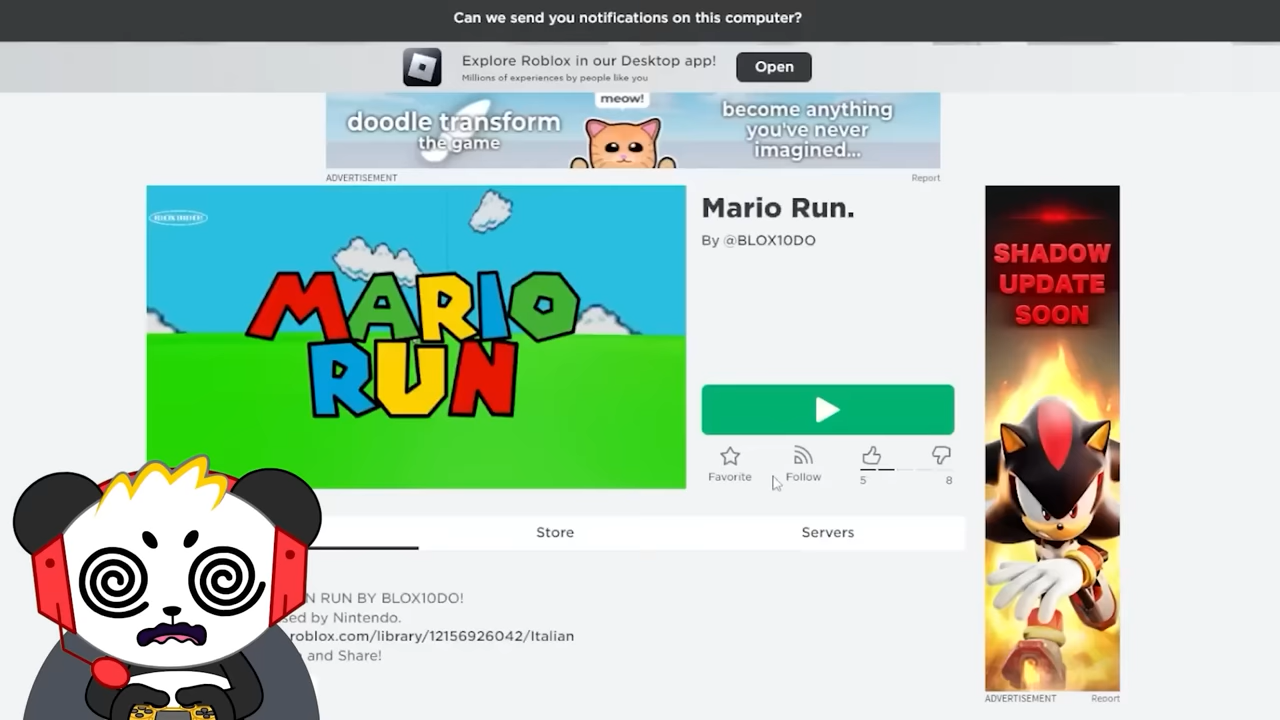 Can we send you notifications on this computer?
Explore Roblox in our Desktop app!
Millions of experiences by people like you
Open
doodle transform
the game
meow!
become anything
you've never
imagined...
ADVERTISEMENT
Report
MARIO
RUN
Mario Run.
By @BLOX10DO
Favorite
Follow
5
8
SHADOW
UPDATE
SOON
Store
Servers
N RUN BY BLOX10DO!
sed by Nintendo.
roblox.com/library/12156926042/Italian
and Share!
ADVERTISEMENT
Report